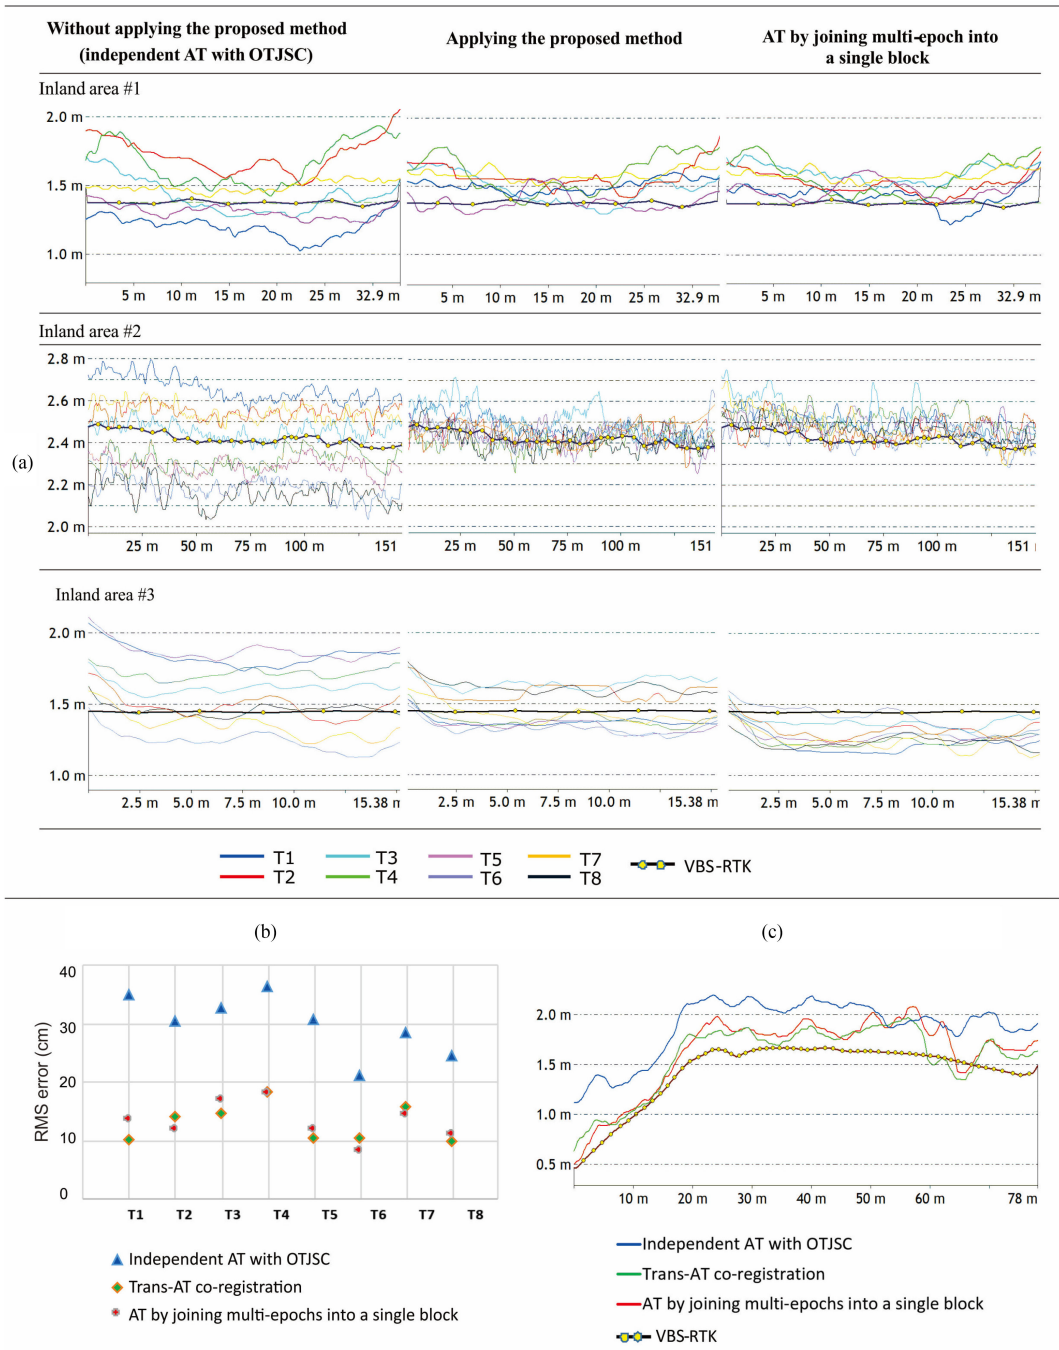 Without applying the proposed method
(independent AT with OTJSC)
Applying the proposed method
AT by joining multi-epoch into
a single block
Inland area #1
2.0 m
1.5 m
1.0 m
5 m 10 m 15 m 20 m 25 m 32.9 m
5 m 10 m 15 m 20 m 25 m 32.9 m
5 m 10 m 15 m 20 m 25 m 32.9 m
Inland area #2
(a)
2.8 m
2.6 m
2.4 m
2.2 m
2.0 m
25 m 50 m 75 m 100 m 151
25 m 50 m 75 m 100 m 151
25 m 50 m 75 m 100 m 151
Inland area #3
2.0 m
1.5 m
1.0 m
2.5 m 5.0 m 7.5 m 10.0 m 15.38 m
2.5 m 5.0 m 7.5 m 10.0 m 15.38 m
2.5 m 5.0 m 7.5 m 10.0 m 15.38 m
T1 T3 T5 T7 VBS-RTK
T2 T4 T6 T8
(b)
RMS error (cm)
40
30
20
10
0
T1 T2 T3 T4 T5 T6 T7 T8
Independent AT with OTJSC
Trans-AT co-registration
AT by joining multi-epochs into a single block
(c)
2.0 m
1.5 m
1.0 m
0.5 m
10 m 20 m 30 m 40 m 50 m 60 m 78 m
Independent AT with OTJSC
Trans-AT co-registration
AT by joining multi-epochs into a single block
VBS-RTK